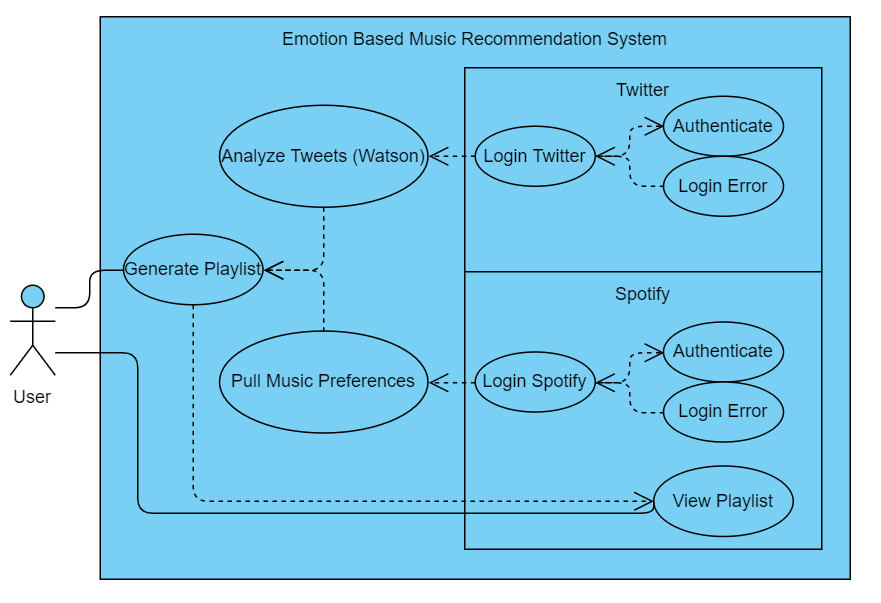 Emotion Based Music Recommendation System
Twitter
Authenticate
Analyze Tweets (Watson)
Login Twitter
Login Error
Generate Playlist
Spotify
Authenticate
Pull Music Preferences
Login Spotify
Login Error
User
View Playlist